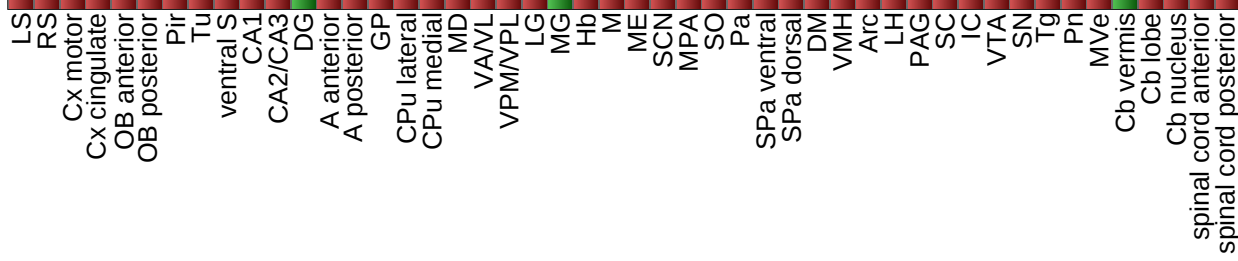 LS
RS
Cx motor
Cx cingulate
OB anterior
OB posterior
Pir
Tu
ventral S
CA1
CA2/CA3
DG
A anterior
A posterior
GP
CPu lateral
CPu medial
MD
VA/VL
VPM/VPL
LG
MG
Hb
M
ME
SCN
MPA
SO
Pa
SPa ventral
SPa dorsal
DM
VMH
Arc
LH
PAG
SC
IC
VTA
SN
Tg
Pn
MVe
Cb vermis
Cb lobe
Cb nucleus
spinal cord anterior
spinal cord posterior